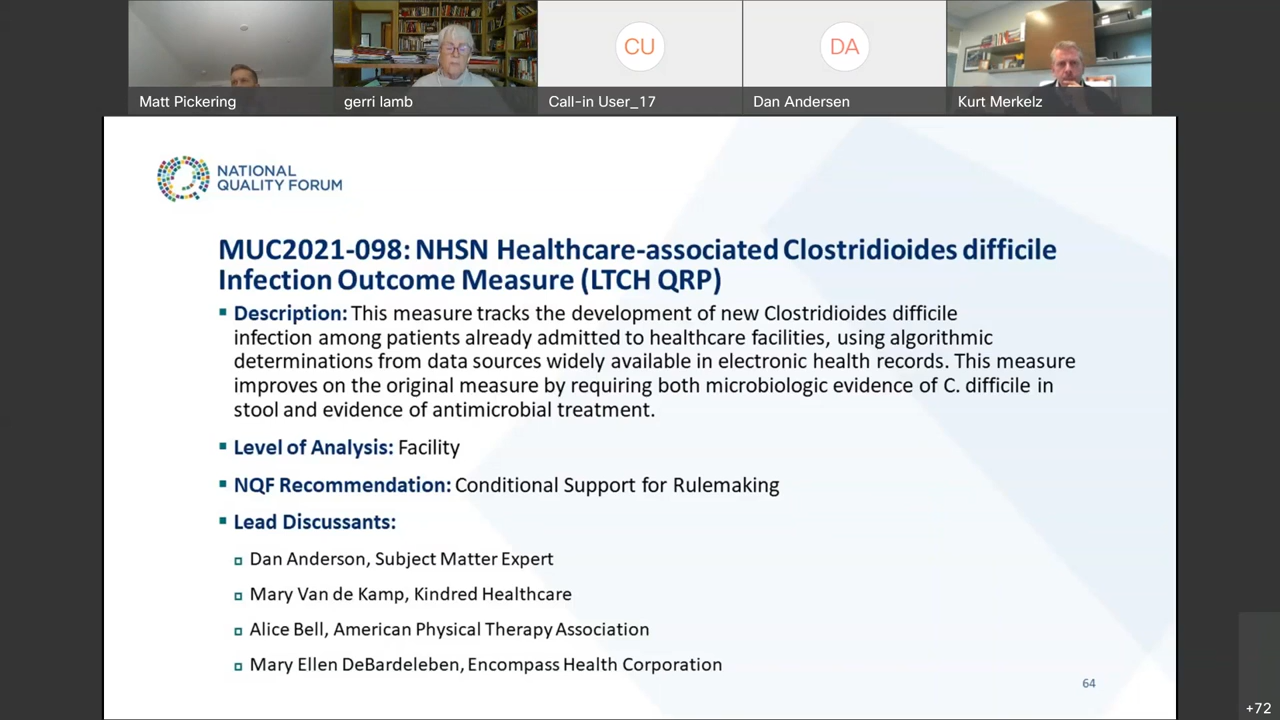 Matt Pickering
gerri lamb
CU
Call-in User_17
DA
Dan Andersen
Kurt Merkelz
NATIONAL
QUALITY FORUM
MUC2021-098: NHSN Healthcare-associated Clostridioides difficile
Infection Outcome Measure (LTCH QRP)
▪ Description: This measure tracks the development of new Clostridioides difficile
infection among patients already admitted to healthcare facilities, using algorithmic
determinations from data sources widely available in electronic health records. This measure
improves on the original measure by requiring both microbiologic evidence of C. difficile in
stool and evidence of antimicrobial treatment.
▪ Level of Analysis: Facility
▪ NQF Recommendation: Conditional Support for Rulemaking
▪ Lead Discussants:
▫ Dan Anderson, Subject Matter Expert
▫ Mary Van de Kamp, Kindred Healthcare
▫ Alice Bell, American Physical Therapy Association
▫ Mary Ellen DeBardeleben, Encompass Health Corporation
64
+72